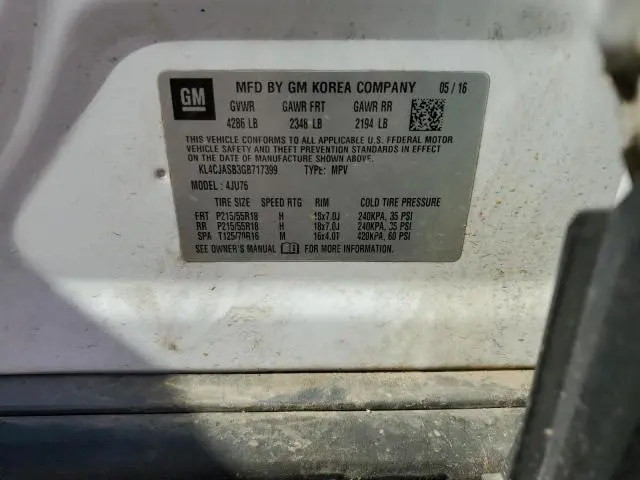 GM
MFD BY GM KOREA COMPANY 05/16
GVWR GAWR FRT GAWR RR
4286 LB 2348 LB 2194 LB
THIS VEHICLE CONFORMS TO ALL APPLICABLE U.S. FEDERAL MOTOR
VEHICLE SAFETY AND THEFT PREVENTION STANDARDS IN EFFECT
ON THE DATE OF MANUFACTURE SHOWN ABOVE.
KL4CJASB3GB717399 TYPE: MPV
MODEL: 4JU76
TIRE SIZE SPEED RTG RIM COLD TIRE PRESSURE
FRT P215/55R18 H 18x7.0J 240KPA, 35 PSI
RR P215/55R18 H 18x7.0J 240KPA, 35 PSI
SPA T125/70R16 M 16x4.0T 420KPA, 60 PSI
SEE OWNER'S MANUAL FOR MORE INFORMATION.